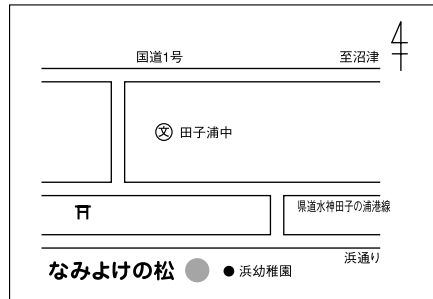 国道1号
至沼津
文 田子浦中
県道水神田子の浦港線
浜通り
なみよけの松
浜幼稚園